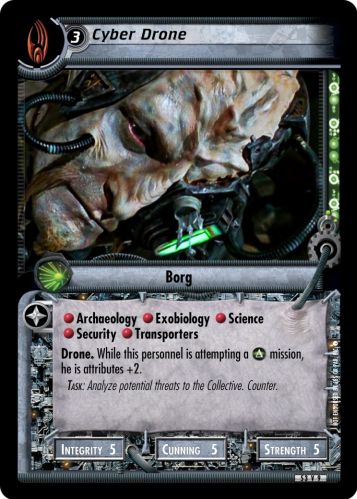 3 Cyber Drone
Borg
Archaeology Exobiology Science
Security Transporters
Drone. While this personnel is attempting a A mission,
he is attributes +2.
Task: Analyze potential threats to the Collective. Counter.
Integrity 5 Cunning 5 Strength 5